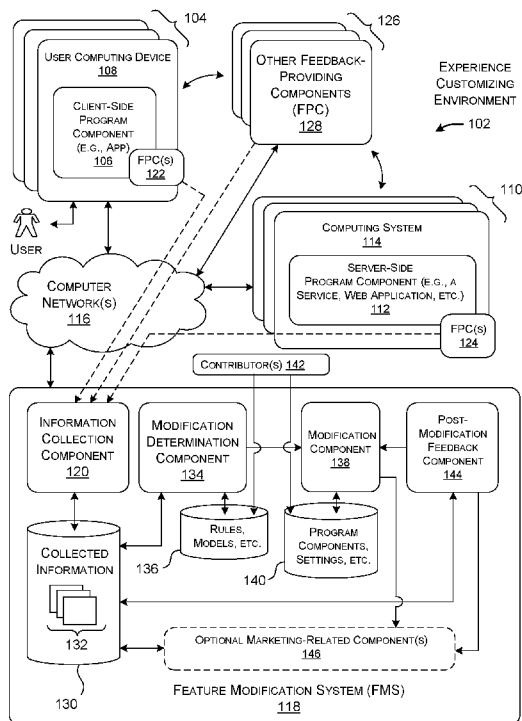 104
USER COMPUTING DEVICE
108
CLIENT-SIDE
PROGRAM
COMPONENT
(E.G., APP)
106
FPC(S)
122
USER
126
OTHER FEEDBACK-
PROVIDING
COMPONENTS
(FPC)
128
EXPERIENCE
CUSTOMIZING
ENVIRONMENT
102
110
COMPUTING SYSTEM
114
SERVER-SIDE
PROGRAM COMPONENT (E.G., A
SERVICE, WEB APPLICATION, ETC.)
112
FPC(S)
124
COMPUTER
NETWORK(S)
116
CONTRIBUTOR(S) 142
INFORMATION
COLLECTION
COMPONENT
120
MODIFICATION
DETERMINATION
COMPONENT
134
MODIFICATION
COMPONENT
138
POST-
MODIFICATION
FEEDBACK
COMPONENT
144
COLLECTED
INFORMATION
132
130
RULES,
MODELS, ETC.
136
PROGRAM
COMPONENTS,
SETTINGS, ETC.
140
OPTIONAL MARKETING-RELATED COMPONENT(S)
146
FEATURE MODIFICATION SYSTEM (FMS)
118